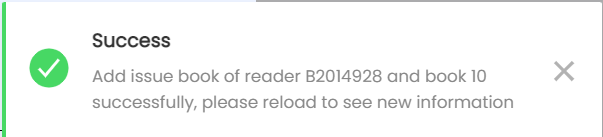 Success
Add issue book of reader B2014928 and book 10
successfully, please reload to see new information